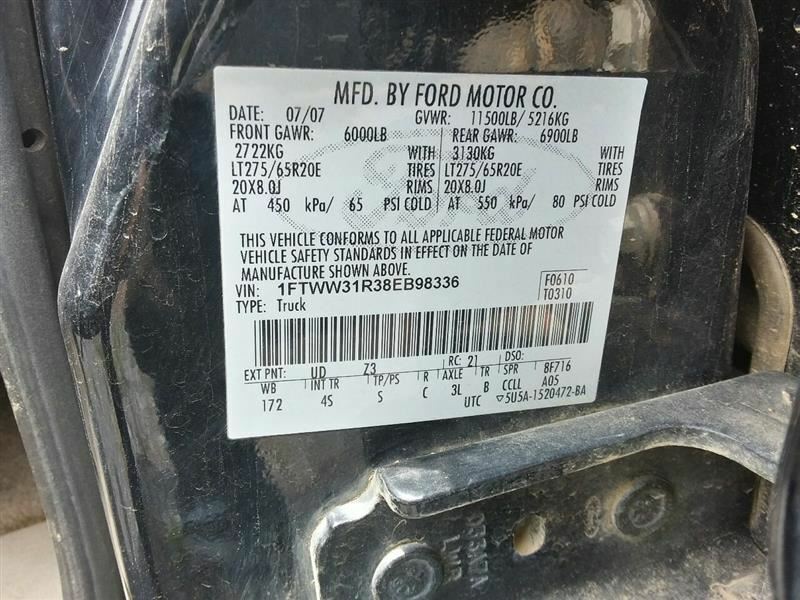 MFD. BY FORD MOTOR CO.
DATE: 07/07 GVWR: 11500LB/ 5216KG
FRONT GAWR: 6000LB REAR GAWR: 6900LB
2722KG WITH 3130KG WITH
LT275/65R20E TIRES LT275/65R20E TIRES
20X8.0J RIMS 20X8.0J RIMS
AT 450 kPa/ 65 PSI COLD AT 550 kPa/ 80 PSI COLD
THIS VEHICLE CONFORMS TO ALL APPLICABLE FEDERAL MOTOR
VEHICLE SAFETY STANDARDS IN EFFECT ON THE DATE OF
MANUFACTURE SHOWN ABOVE.
VIN: 1FTWW31R38EB98336 F0610
TYPE: Truck T0310
EXT PNT: UD Z3 RC: 21 DSO:
WB INT TR TP/PS R AXLE TR SPR 8F716
172 4S S C 3L B CCLL A05
UTC ▽5U5A-1520472-BA